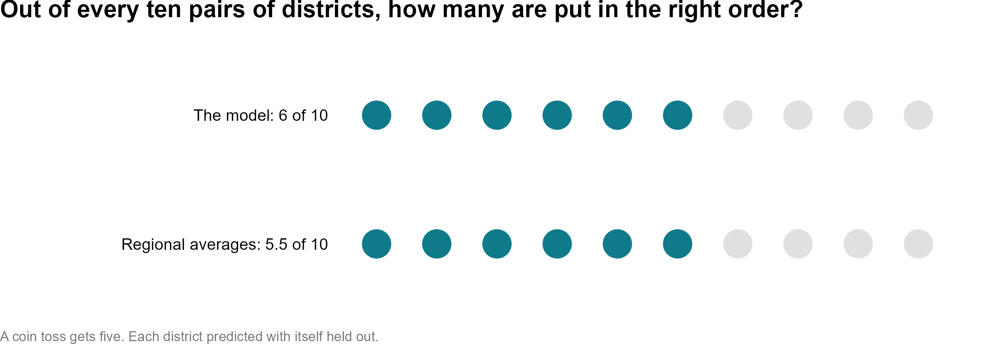 Out of every ten pairs of districts, how many are put in the right order?
The model: 6 of 10
Regional averages: 5.5 of 10
A coin toss gets five. Each district predicted with itself held out.